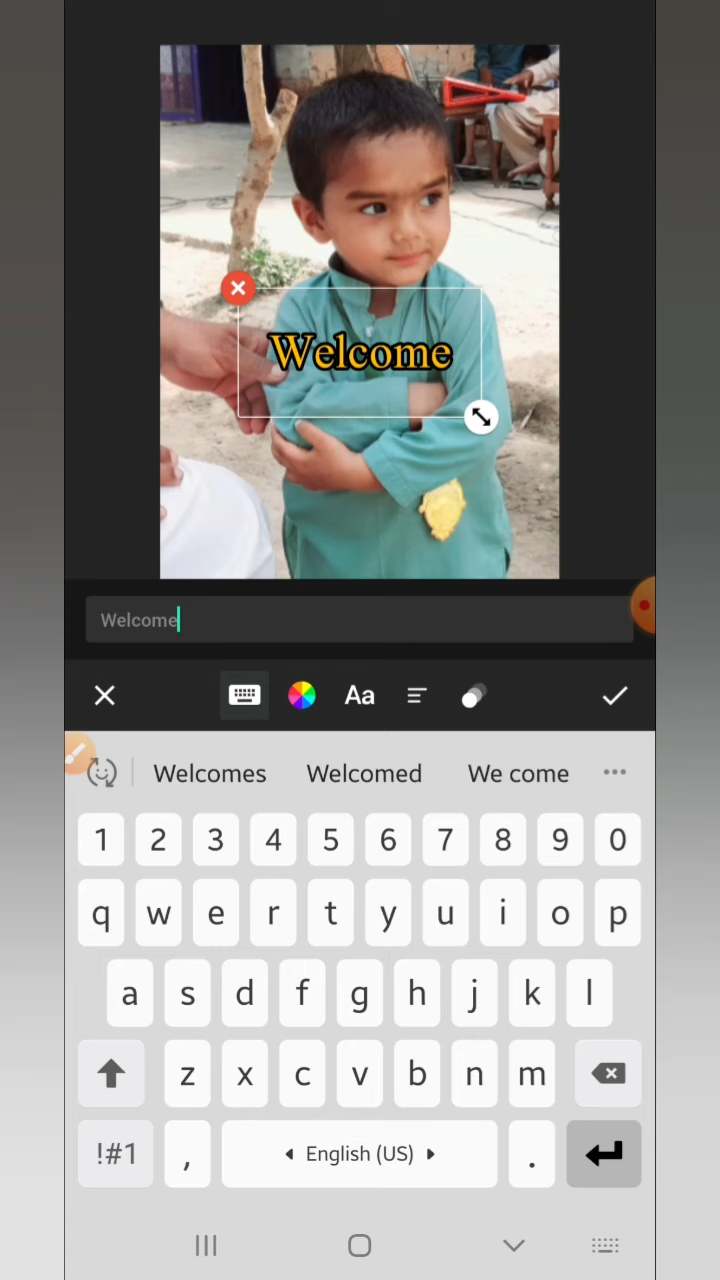 Welcome
Welcome
Aa
Welcomes Welcomed We come
1 2 3 4 5 6 7 8 9 0
q w e r t y u i o p
a s d f g h j k l
z x c v b n m
!#1 , English (US) .